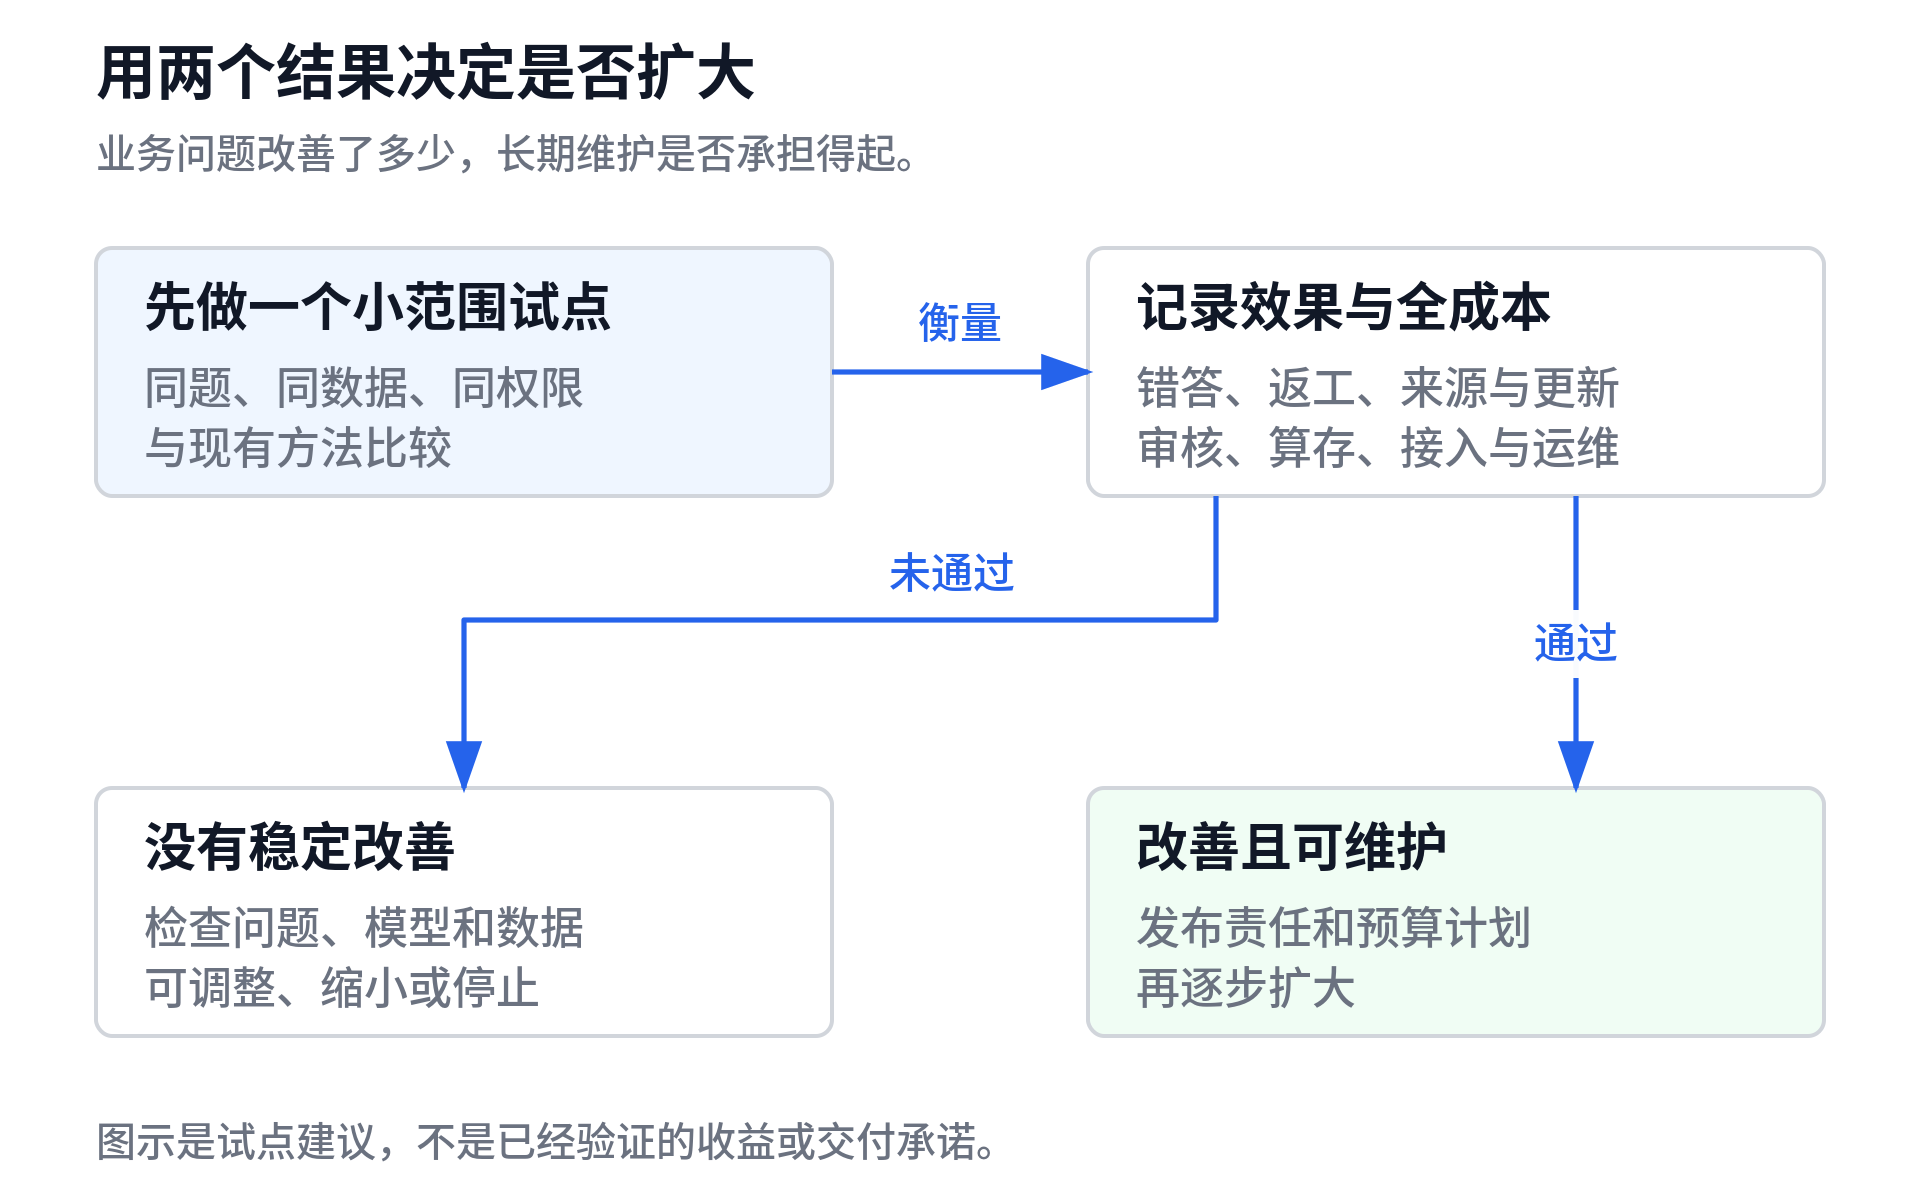 用两个结果决定是否扩大
业务问题改善了多少，长期维护是否承担得起。
先做一个小范围试点
同题、同数据、同权限
与现有方法比较
衡量
记录效果与全成本
错答、返工、来源与更新
审核、算存、接入与运维
未通过
通过
没有稳定改善
检查问题、模型和数据
可调整、缩小或停止
改善且可维护
发布责任和预算计划
再逐步扩大
图示是试点建议，不是已经验证的收益或交付承诺。